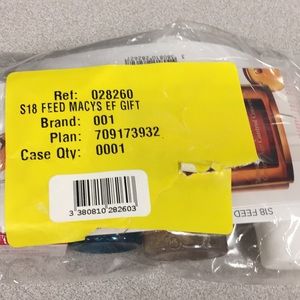 Ref: 028260
S18 FEED MACYS EF GIFT
Brand: 001
Plan: 709173932
Case Qty: 0001
3 380810 282603
S18 FEED